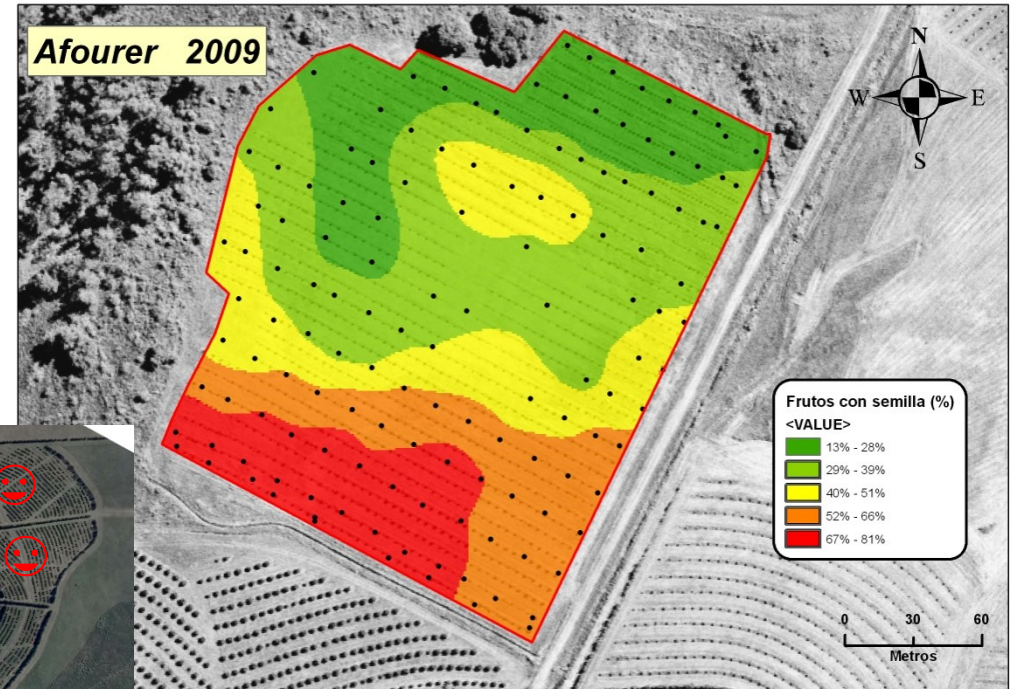 Afourer 2009
N
W E
S
Frutos con semilla (%)
<VALUE>
13% - 28%
29% - 39%
40% - 51%
52% - 66%
67% - 81%
0 30 60
Metros